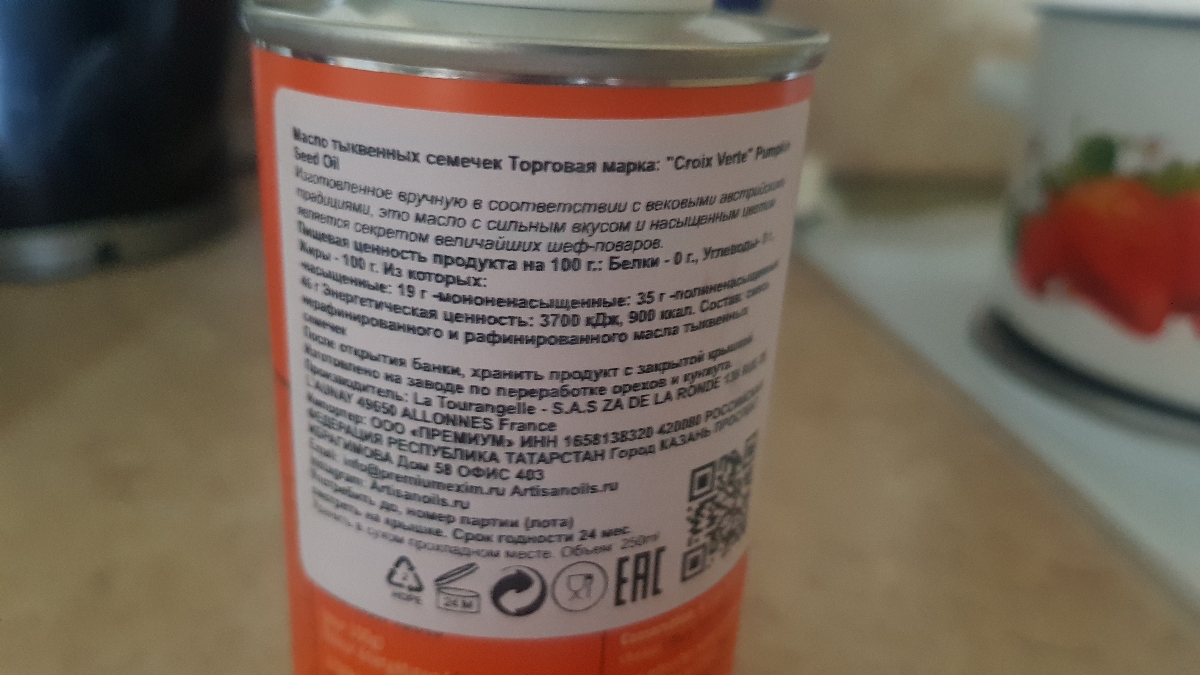 Масло тыквенных семечек Торговая марка: "Croix Verte" Pumpkin
Seed Oil
Изготовленное вручную в соответствии с вековыми австрийскими
традициями, это масло с сильным вкусом и насыщенным цветом
является секретом величайших шеф-поваров.
Пищевая ценность продукта на 100 г.: Белки - 0 г., Углеводы- 0 г.,
Жиры - 100 г. Из которых:
насыщенные: 19 г -мононенасыщенные: 35 г -полиненасыщенные
46 г Энергетическая ценность: 3700 кДж, 900 ккал. Состав: смесь
нерафинированного и рафинированного масла тыквенных
семечек
После открытия банки, хранить продукт с закрытой крышкой
Изготовлено на заводе по переработке орехов и кунжута.
Производитель: La Tourangelle - S.A.S ZA DE LA RONDE
L'AUNAY 49650 ALLONNES France
Импортер: ООО «ПРЕМИУМ» ИНН 1658138320 420080 РОССИЙСКАЯ
ФЕДЕРАЦИЯ РЕСПУБЛИКА ТАТАРСТАН Город КАЗАНЬ ПРОСПЕКТ
ИБРАГИМОВА Дом 58 ОФИС 403
Email: info@premiumexim.ru Artisanoils.ru
Instagram: Artisanoils.ru
Употребить до, номер партии (лота)
смотреть на крышке. Срок годности 24 мес.
Хранить в сухом прохладном месте. Объем 250ml
HDPE
24 M
EAC